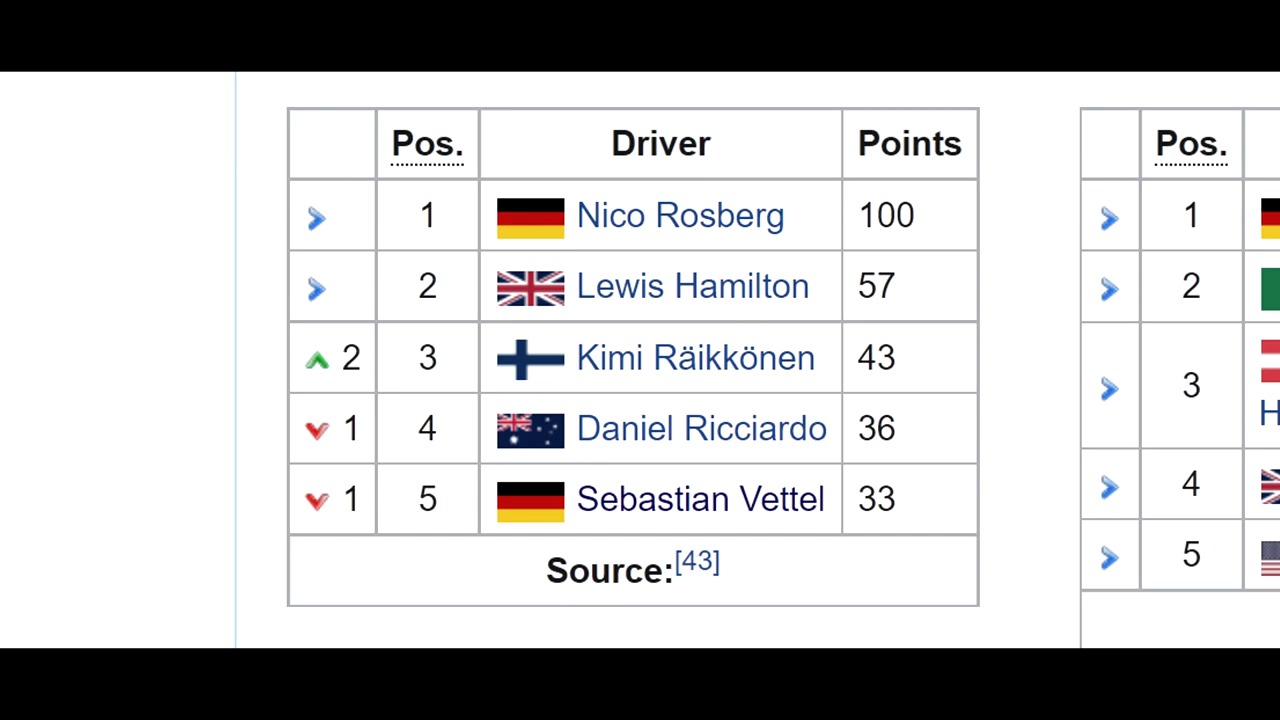 Pos. Driver Points
1 Nico Rosberg 100
2 Lewis Hamilton 57
2 3 Kimi Räikkönen 43
1 4 Daniel Ricciardo 36
1 5 Sebastian Vettel 33
Source:[43]
Pos.
1
2
3
H
4
5